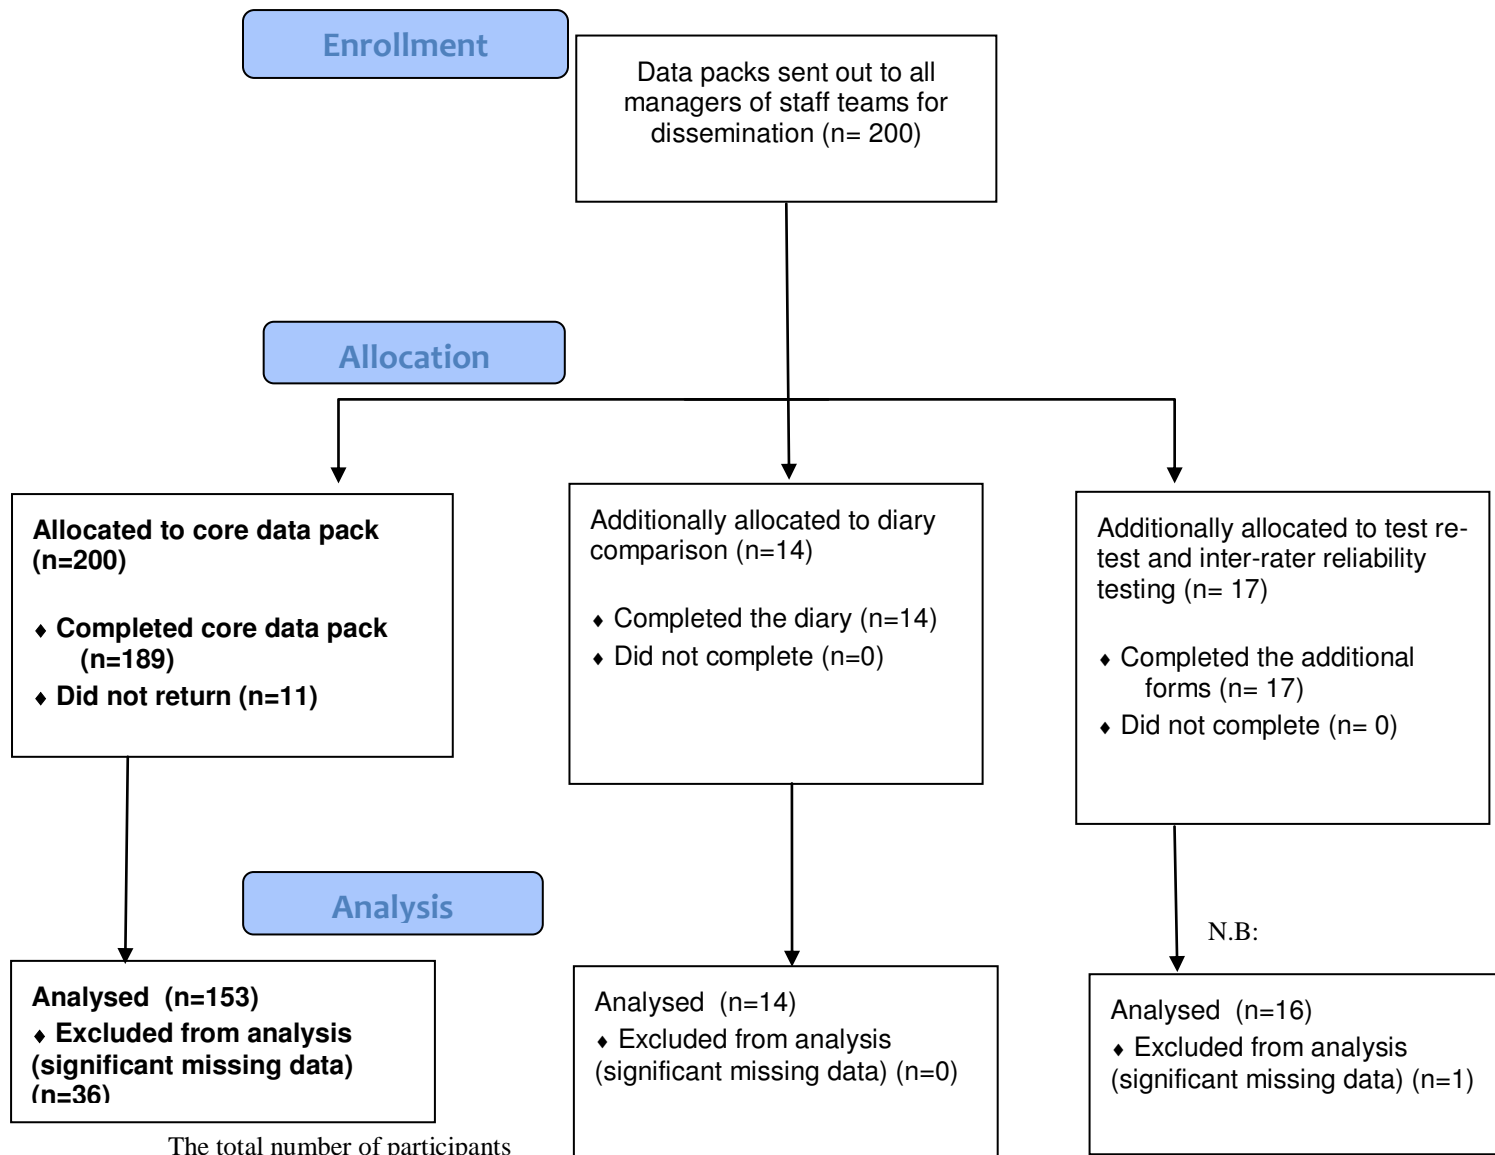 Enrollment
Data packs sent out to all
managers of staff teams for
dissemination (n= 200)
Allocation
Allocated to core data pack
(n=200)
♦ Completed core data pack
(n=189)
♦ Did not return (n=11)
Additionally allocated to diary
comparison (n=14)
♦ Completed the diary (n=14)
♦ Did not complete (n=0)
Additionally allocated to test re-
test and inter-rater reliability
testing (n= 17)
♦ Completed the additional
forms (n= 17)
♦ Did not complete (n= 0)
Analysis
N.B:
Analysed (n=153)
♦ Excluded from analysis
(significant missing data)
(n=36)
Analysed (n=14)
♦ Excluded from analysis
(significant missing data) (n=0)
Analysed (n=16)
♦ Excluded from analysis
(significant missing data) (n=1)
The total number of participants